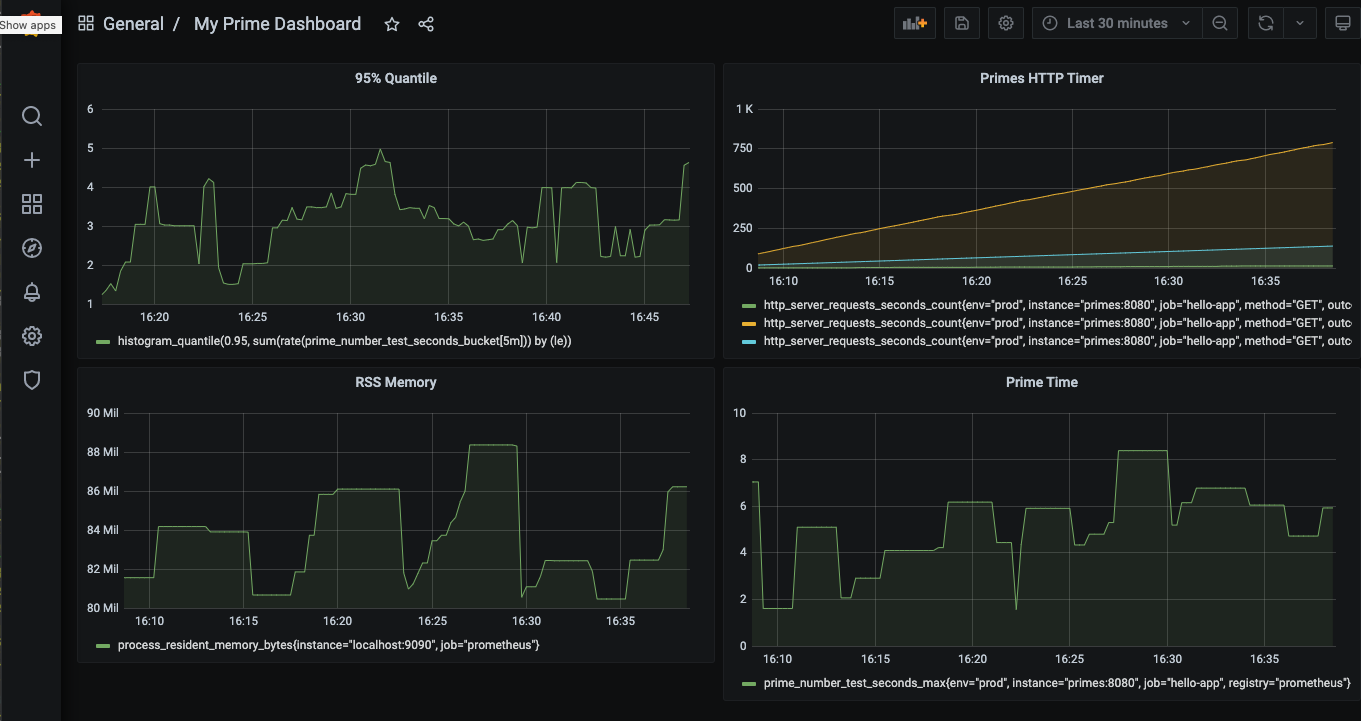 Show apps
General / My Prime Dashboard
Last 30 minutes
95% Quantile
6
5
4
3
2
1
16:20 16:25 16:30 16:35 16:40 16:45
histogram_quantile(0.95, sum(rate(prime_number_test_seconds_bucket[5m])) by (le))
Primes HTTP Timer
1 K
750
500
250
0
16:10 16:15 16:20 16:25 16:30 16:35
http_server_requests_seconds_count{env="prod", instance="primes:8080", job="hello-app", method="GET", outc
http_server_requests_seconds_count{env="prod", instance="primes:8080", job="hello-app", method="GET", outc
http_server_requests_seconds_count{env="prod", instance="primes:8080", job="hello-app", method="GET", outc
RSS Memory
90 Mil
88 Mil
86 Mil
84 Mil
82 Mil
80 Mil
16:10 16:15 16:20 16:25 16:30 16:35
process_resident_memory_bytes{instance="localhost:9090", job="prometheus"}
Prime Time
10
8
6
4
2
0
16:10 16:15 16:20 16:25 16:30 16:35
prime_number_test_seconds_max{env="prod", instance="primes:8080", job="hello-app", registry="prometheus"}